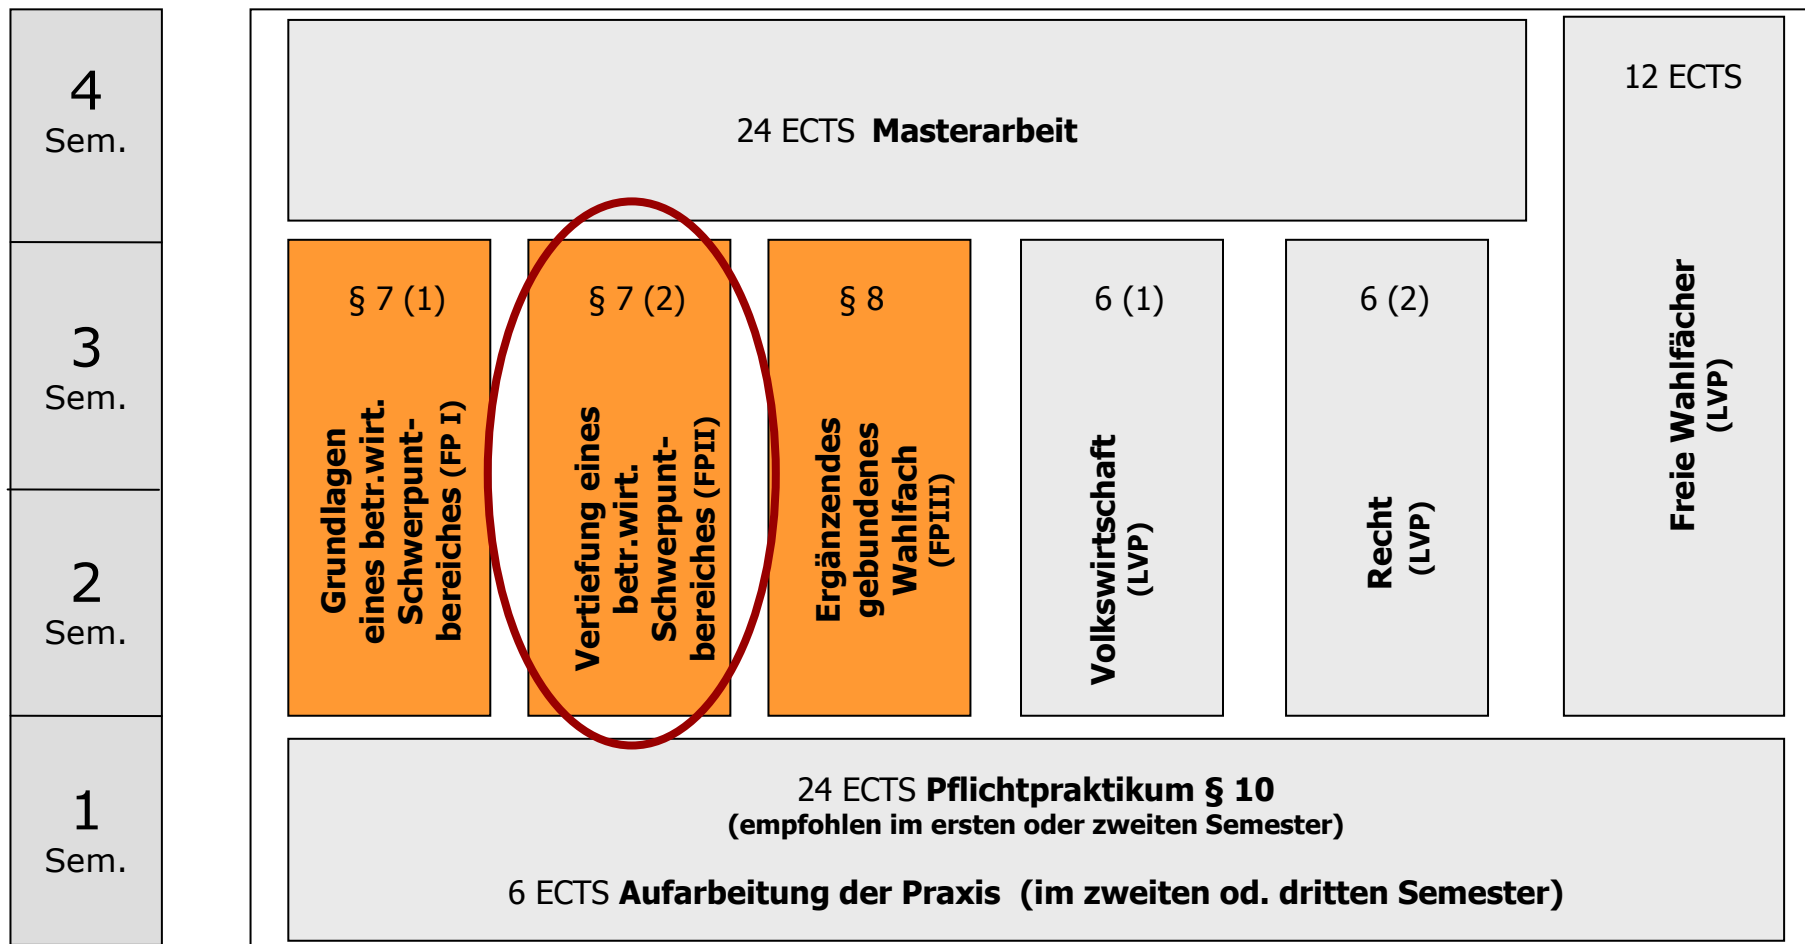 4
Sem.
3
Sem.
2
Sem.
1
Sem.
24 ECTS Masterarbeit
12 ECTS
Freie Wahlfächer
(LVP)
§ 7 (1)
Grundlagen
eines betr.wirt.
Schwerpunt-
bereiches (FP I)
§ 7 (2)
Vertiefung eines
betr.wirt.
Schwerpunt-
bereiches (FPII)
§ 8
Ergänzendes
gebundenes
Wahlfach
(FPIII)
6 (1)
Volkswirtschaft
(LVP)
6 (2)
Recht
(LVP)
24 ECTS Pflichtpraktikum § 10
(empfohlen im ersten oder zweiten Semester)
6 ECTS Aufarbeitung der Praxis (im zweiten od. dritten Semester)